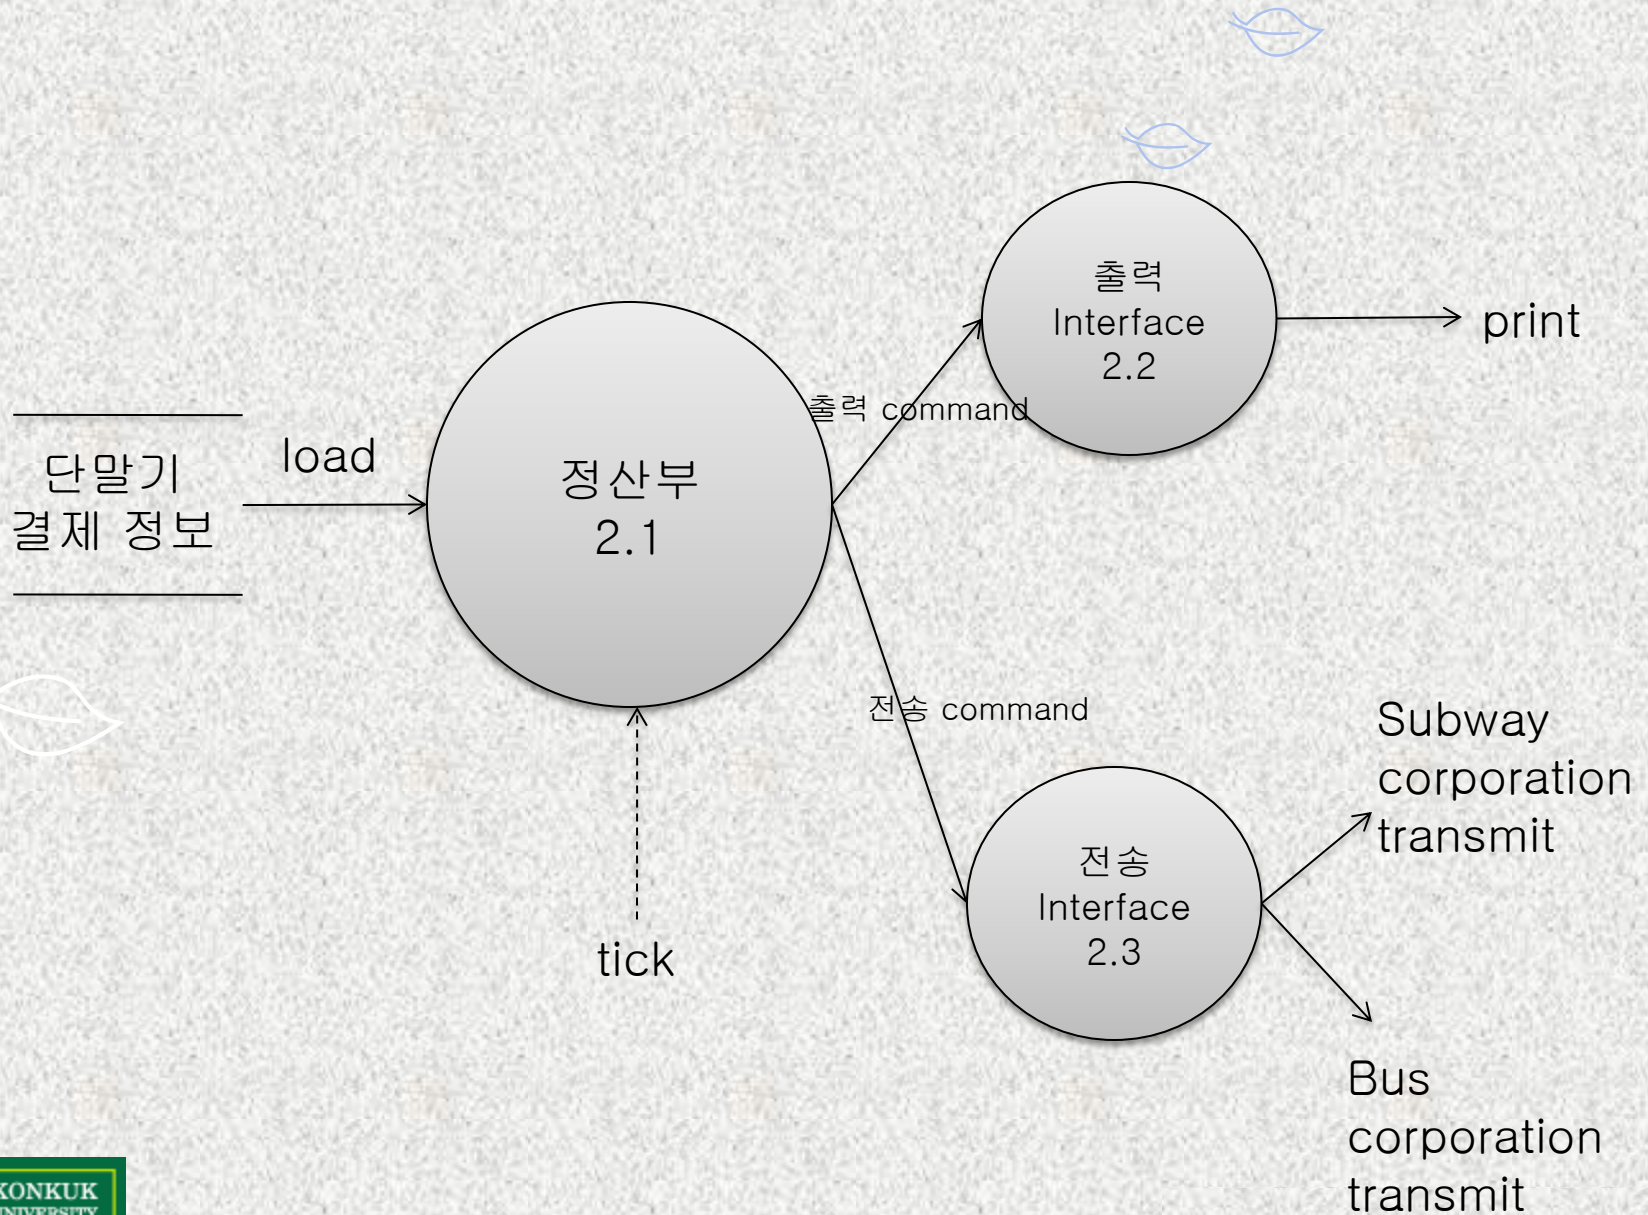 출력
Interface
2.2
print
출력 command
단말기
결제 정보
load
정산부
2.1
전송 command
tick
전송
Interface
2.3
Subway
corporation
transmit
Bus
corporation
transmit
KONKUK
UNIVERSITY